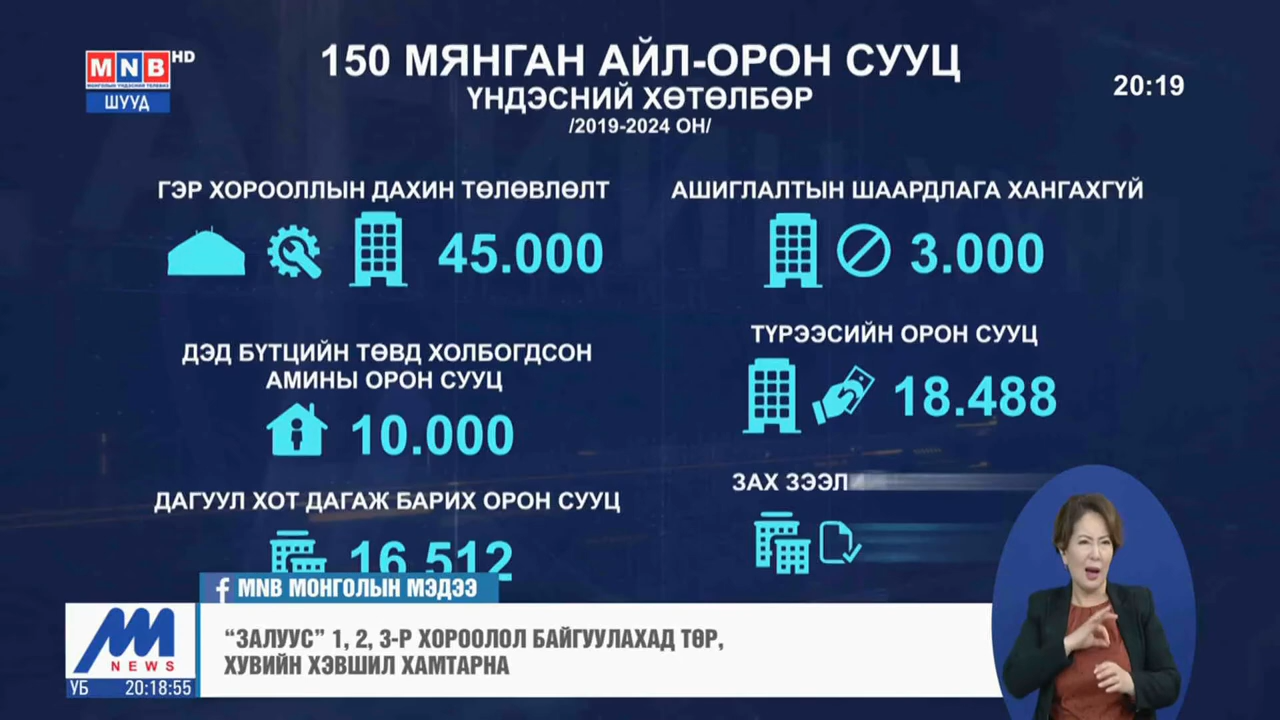 MNB HD
МОНГОЛЫН ҮНДЭСНИЙ ТЕЛЕВИЗ
ШУУД
150 МЯНГАН АЙЛ-ОРОН СУУЦ
ҮНДЭСНИЙ ХӨТӨЛБӨР
/2019-2024 ОН/
20:19
ГЭР ХОРООЛЛЫН ДАХИН ТӨЛӨВЛӨЛТ
45.000
ДЭД БҮТЦИЙН ТӨВД ХОЛБОГДСОН
АМИНЫ ОРОН СУУЦ
10.000
ДАГУУЛ ХОТ ДАГАЖ БАРИХ ОРОН СУУЦ
16.512
АШИГЛАЛТЫН ШААРДЛАГА ХАНГАХГҮЙ
3.000
ТҮРЭЭСИЙН ОРОН СУУЦ
18.488
ЗАХ ЗЭЭЛ
f MNB МОНГОЛЫН МЭДЭЭ
“ЗАЛУУС” 1, 2, 3-Р ХОРООЛОЛ БАЙГУУЛАХАД ТӨР,
ХУВИЙН ХЭВШИЛ ХАМТАРНА
NEWS
УБ 20:18:55